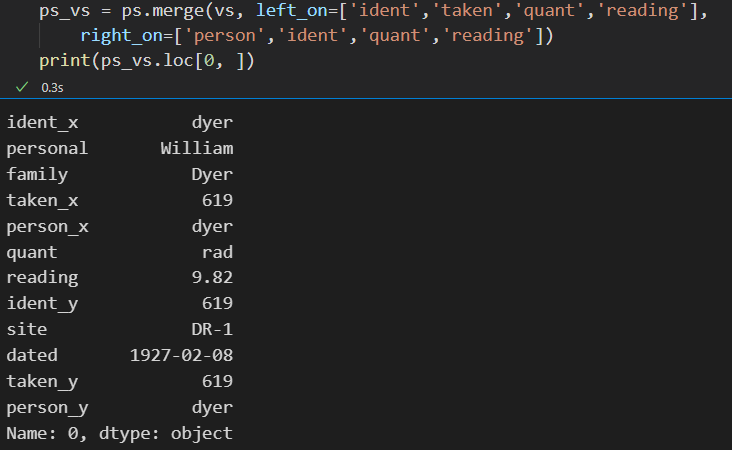 ps_vs = ps.merge(vs, left_on=['ident','taken','quant','reading'],
    right_on=['person','ident','quant','reading'])
print(ps_vs.loc[0, ])
✓ 0.3s
ident_x dyer
personal William
family Dyer
taken_x 619
person_x dyer
quant rad
reading 9.82
ident_y 619
site DR-1
dated 1927-02-08
taken_y 619
person_y dyer
Name: 0, dtype: object